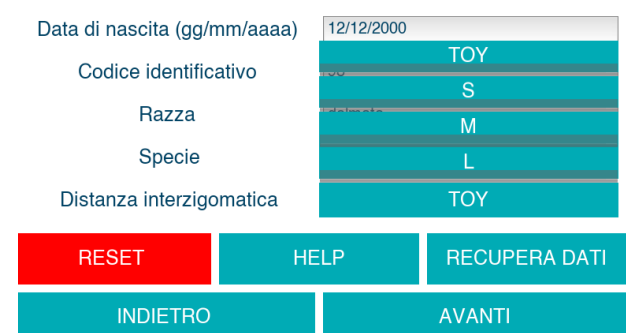 Data di nascita (gg/mm/aaaa) 12/12/2000
TOY
Codice identificativo
S
Razza
M
Specie
L
Distanza interzigomatica TOY
RESET HELP RECUPERA DATI
INDIETRO AVANTI